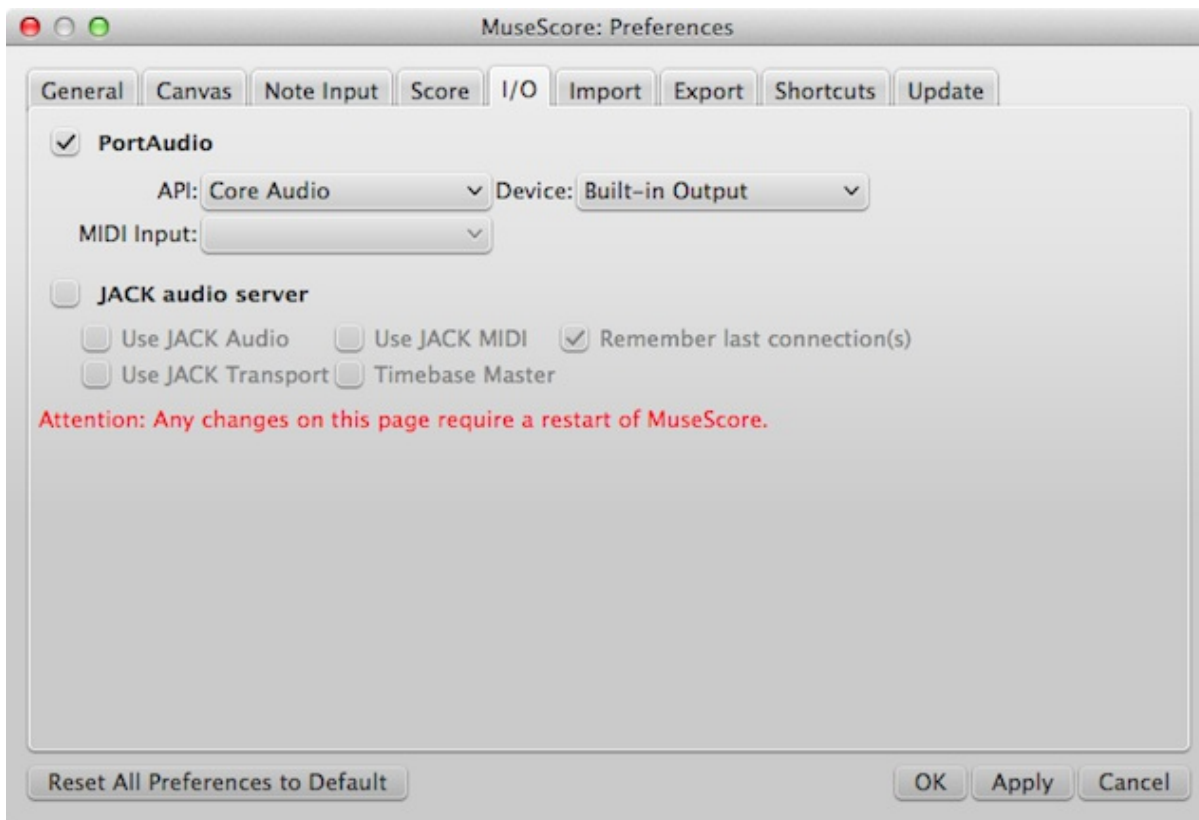 MuseScore: Preferences
General Canvas Note Input Score I/O Import Export Shortcuts Update
PortAudio
API: Core Audio Device: Built-in Output
MIDI Input:
JACK audio server
Use JACK Audio Use JACK MIDI Remember last connection(s)
Use JACK Transport Timebase Master
Attention: Any changes on this page require a restart of MuseScore.
Reset All Preferences to Default OK Apply Cancel